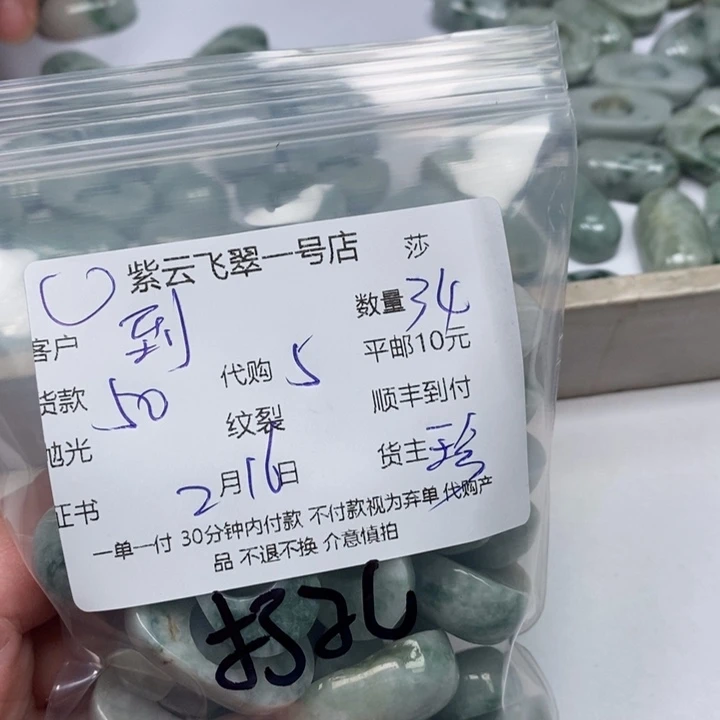 紫云飞翠一号店 莎
客户 到 数量 34
货款 50 代购 5 平邮10元
抛光 纹裂 顺丰到付
证书 2月16日 货主
一单一付 30分钟内付款 不付款视为弃单 代购产
品 不退不换 介意慎拍
打孔